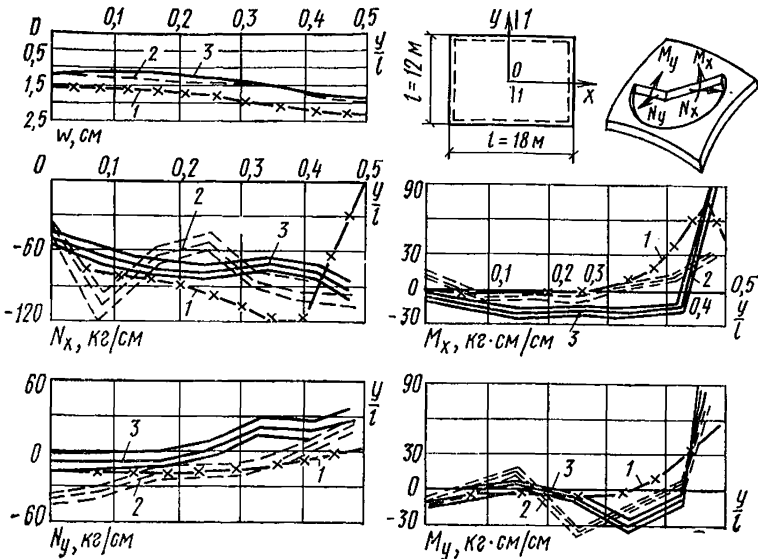 0 0,1 0,2 0,3 0,4 0,5 y/l
0,5
1,5
2,5
2 3
1
w, см
y 1
0
1
x
l = 12 м
l = 18 м
My Mx
Ny Nx
0 0,1 0,2 0,3 0,4 0,5 y/l
-60
-120
2
3
1
Nx, кг/см
90
30
0
-30
1
2
3
0,1 0,2 0,3 0,4 0,5 y/l
Mx, кг·см/см
60
0
-60
y/l
3
1
2
Ny, кг/см
90
30
0
-30
1
3
2
y/l
My, кг·см/см